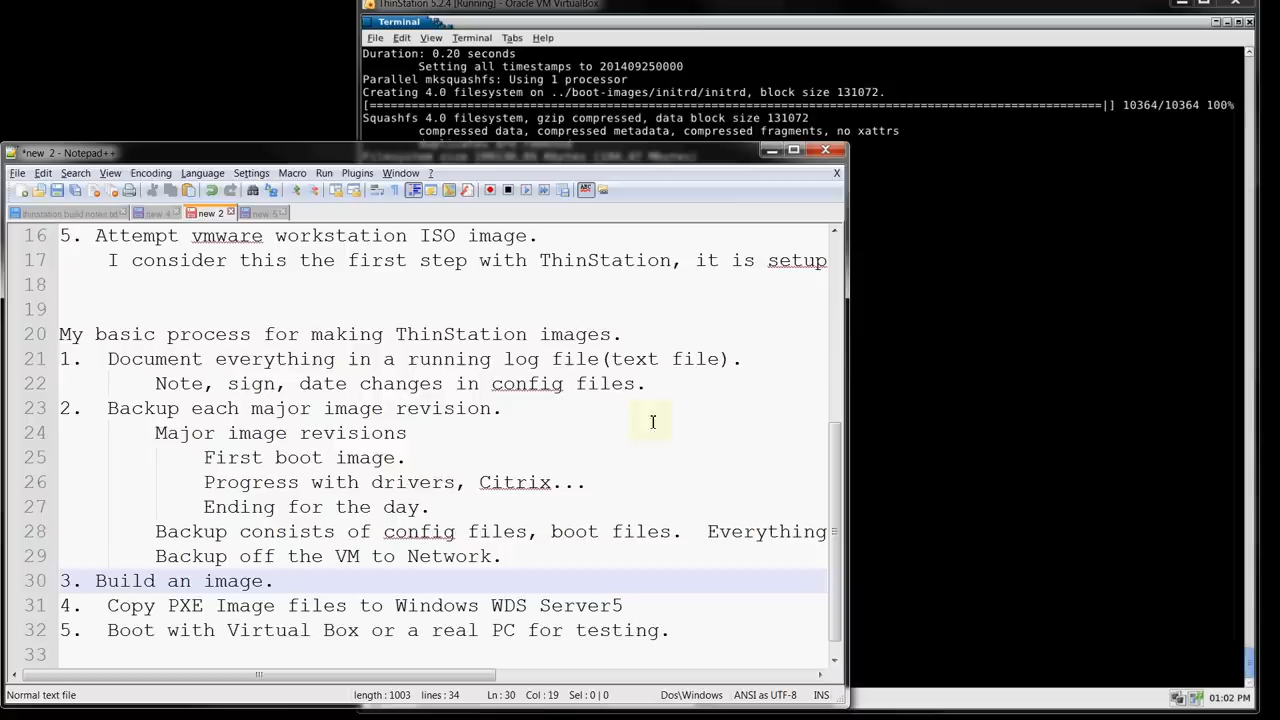 ThinStation 5.2.4 [Running] - Oracle VM VirtualBox
Terminal
File Edit View Terminal Tabs Help
Duration: 0.20 seconds
Setting all timestamps to 201409250000
Parallel mksquashfs: Using 1 processor
Creating 4.0 filesystem on ../boot-images/initrd/initrd, block size 131072.
[=====================================================================================================|] 10364/10364 100%
Squashfs 4.0 filesystem, gzip compressed, data block size 131072
compressed data, compressed metadata, compressed fragments, no xattrs
*new 2 - Notepad++
File Edit Search View Encoding Language Settings Macro Run Plugins Window ? X
thinstation build notes.txt new 4 new 2 new 5
16 5. Attempt vmware workstation ISO image.
17 I consider this the first step with ThinStation, it is setup
18
19
20 My basic process for making ThinStation images.
21 1. Document everything in a running log file(text file).
22 Note, sign, date changes in config files.
23 2. Backup each major image revision.
24 Major image revisions
25 First boot image.
26 Progress with drivers, Citrix...
27 Ending for the day.
28 Backup consists of config files, boot files. Everything
29 Backup off the VM to Network.
30 3. Build an image.
31 4. Copy PXE Image files to Windows WDS Server5
32 5. Boot with Virtual Box or a real PC for testing.
33
Normal text file length : 1003 lines : 34 Ln : 30 Col : 19 Sel : 0 | 0 Dos\Windows ANSI as UTF-8 INS
01:02 PM